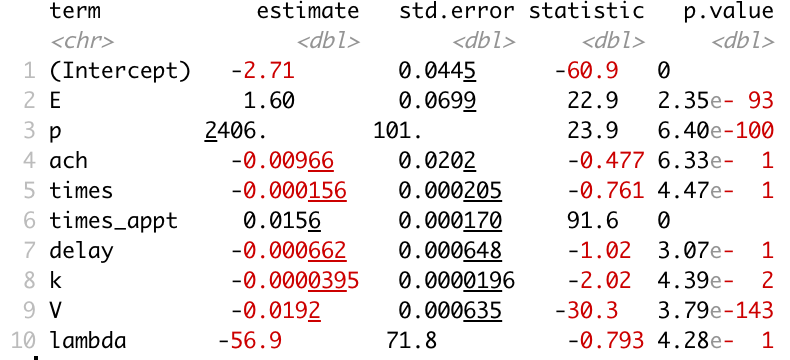 term estimate std.error statistic p.value
<chr> <dbl> <dbl> <dbl> <dbl>
1 (Intercept) -2.71 0.0445 -60.9 0
2 E 1.60 0.0699 22.9 2.35e- 93
3 p 2406. 101. 23.9 6.40e-100
4 ach -0.00966 0.0202 -0.477 6.33e- 1
5 times -0.000156 0.000205 -0.761 4.47e- 1
6 times_appt 0.0156 0.000170 91.6 0
7 delay -0.000662 0.000648 -1.02 3.07e- 1
8 k -0.0000395 0.0000196 -2.02 4.39e- 2
9 V -0.0192 0.000635 -30.3 3.79e-143
10 lambda -56.9 71.8 -0.793 4.28e- 1